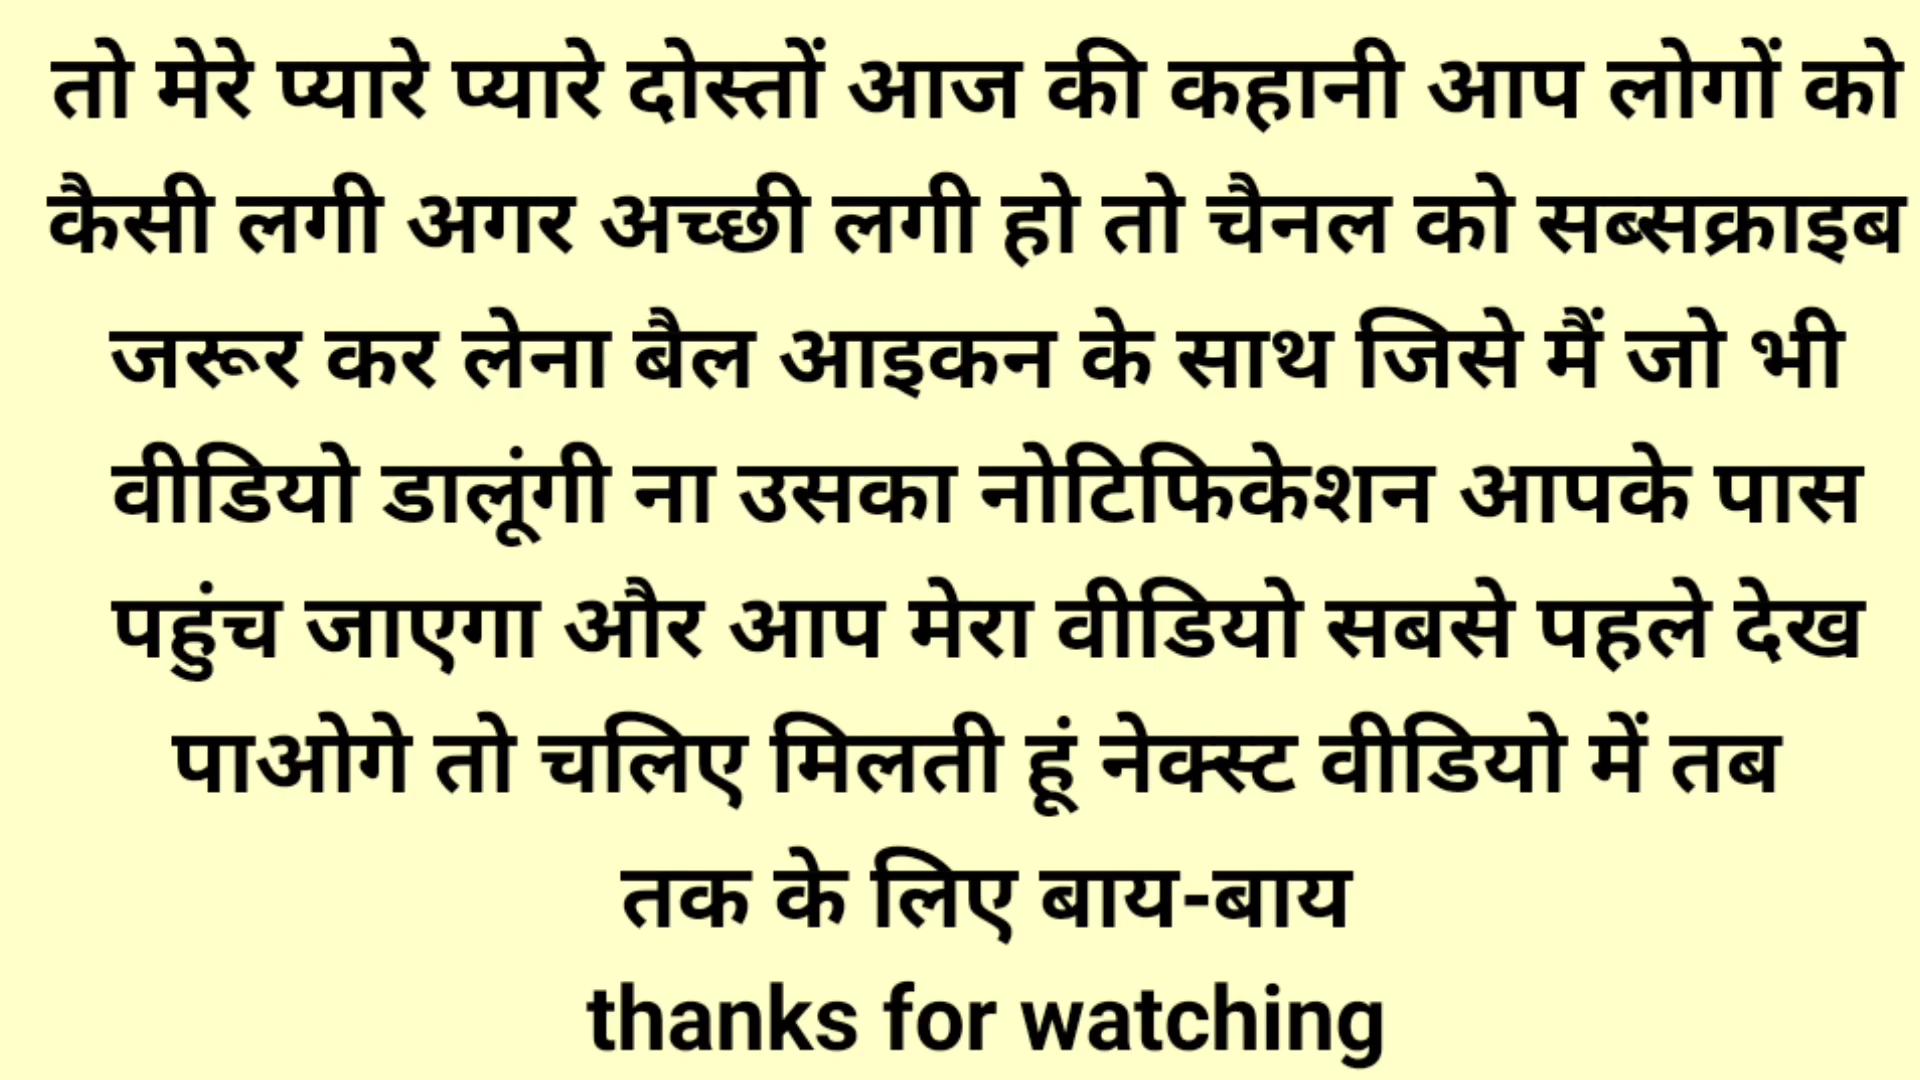 तो मेरे प्यारे प्यारे दोस्तों आज की कहानी आप लोगों को
कैसी लगी अगर अच्छी लगी हो तो चैनल को सब्सक्राइब
जरूर कर लेना बैल आइकन के साथ जिसे मैं जो भी
वीडियो डालूंगी ना उसका नोटिफिकेशन आपके पास
पहुंच जाएगा और आप मेरा वीडियो सबसे पहले देख
पाओगे तो चलिए मिलती हूं नेक्स्ट वीडियो में तब
तक के लिए बाय-बाय
thanks for watching